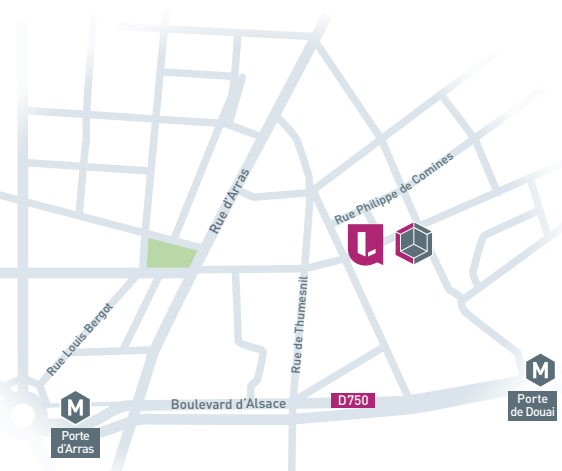 Rue d'Arras
Rue Philippe de Comines
Rue de Thumesnil
Rue Louis Bergot
Boulevard d'Alsace
D750
M
Porte
d'Arras
M
Porte
de Douai